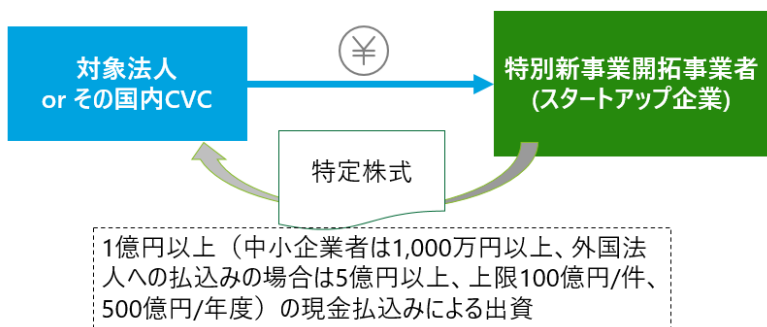 ¥
対象法人
or その国内CVC
特別新事業開拓事業者
(スタートアップ企業)
特定株式
1億円以上（中小企業者は1,000万円以上、外国法
人への払込みの場合は5億円以上、上限100億円/件、
500億円/年度）の現金払込みによる出資